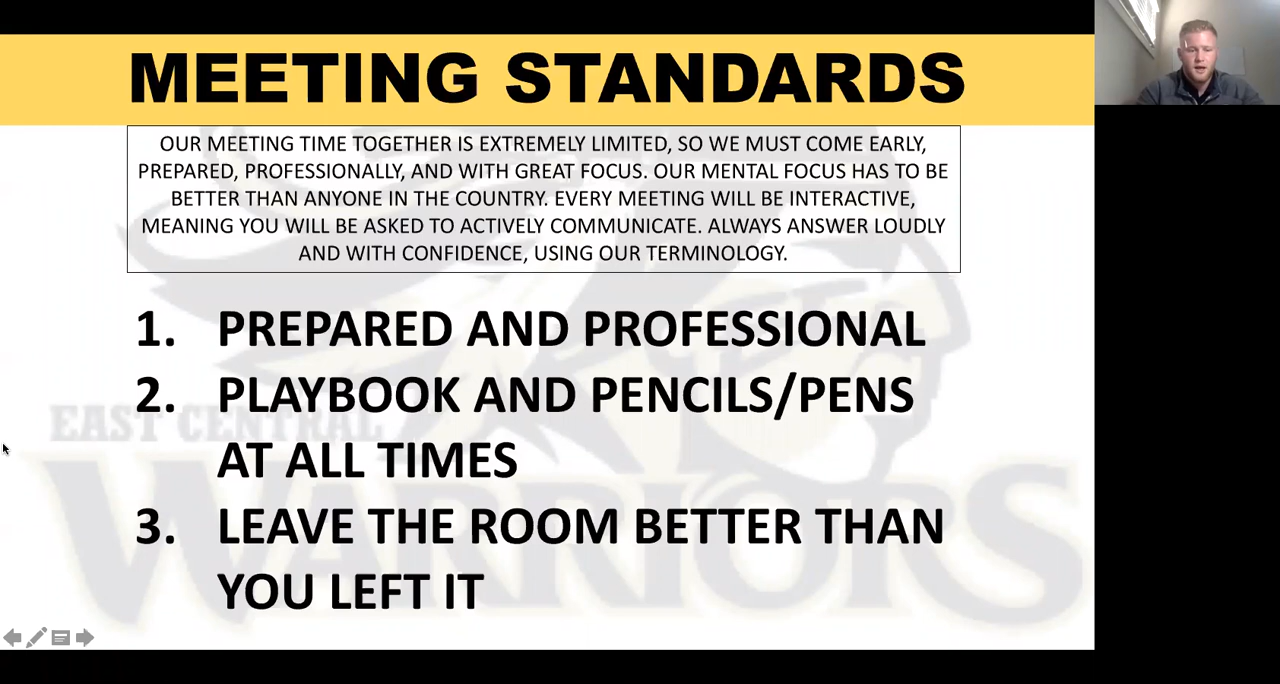 MEETING STANDARDS
OUR MEETING TIME TOGETHER IS EXTREMELY LIMITED, SO WE MUST COME EARLY,
PREPARED, PROFESSIONALLY, AND WITH GREAT FOCUS. OUR MENTAL FOCUS HAS TO BE
BETTER THAN ANYONE IN THE COUNTRY. EVERY MEETING WILL BE INTERACTIVE,
MEANING YOU WILL BE ASKED TO ACTIVELY COMMUNICATE. ALWAYS ANSWER LOUDLY
AND WITH CONFIDENCE, USING OUR TERMINOLOGY.
1. PREPARED AND PROFESSIONAL
2. PLAYBOOK AND PENCILS/PENS
AT ALL TIMES
3. LEAVE THE ROOM BETTER THAN
YOU LEFT IT
EAST CENTRAL
WARRIORS